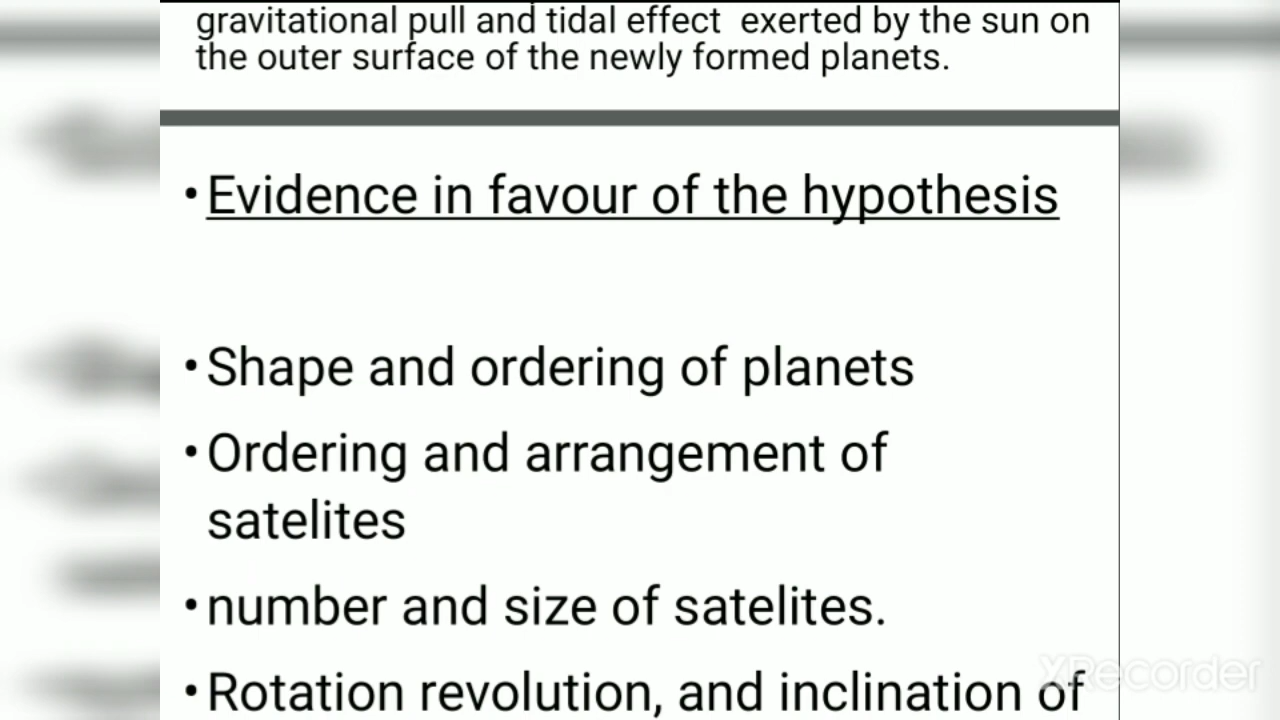 gravitational pull and tidal effect exerted by the sun on
the outer surface of the newly formed planets.
• Evidence in favour of the hypothesis
• Shape and ordering of planets
• Ordering and arrangement of
satelites
• number and size of satelites.
• Rotation revolution, and inclination of
XRecorder